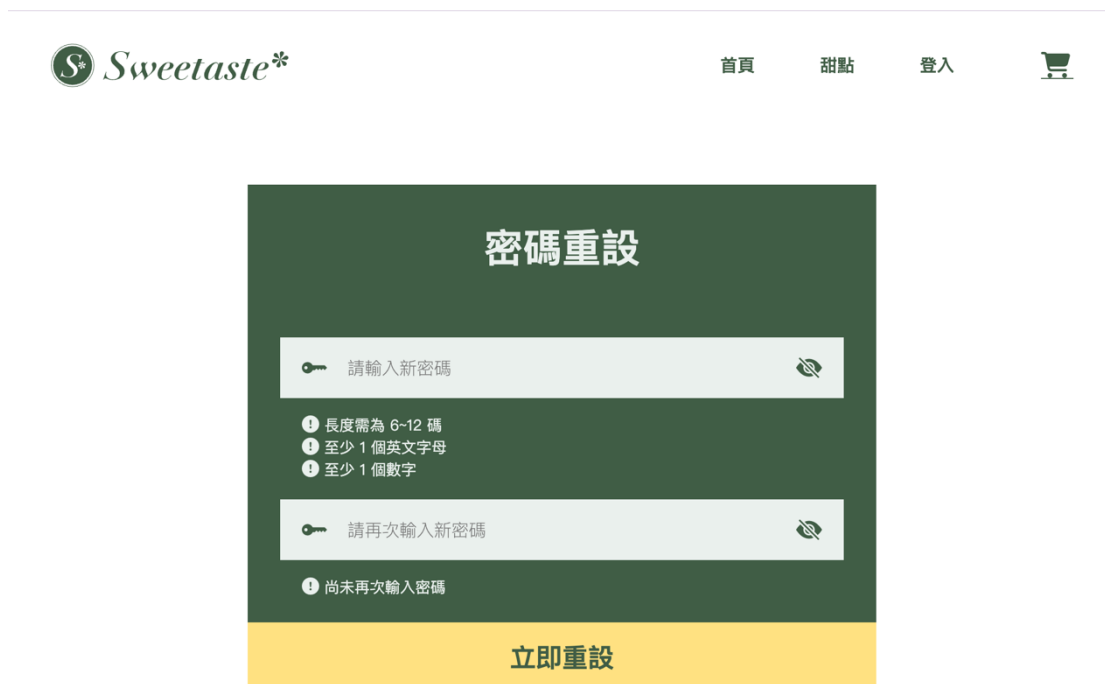 S* Sweetaste*
首頁 甜點 登入
密碼重設
請輸入新密碼
! 長度需為 6~12 碼
! 至少 1 個英文字母
! 至少 1 個數字
請再次輸入新密碼
! 尚未再次輸入密碼
立即重設